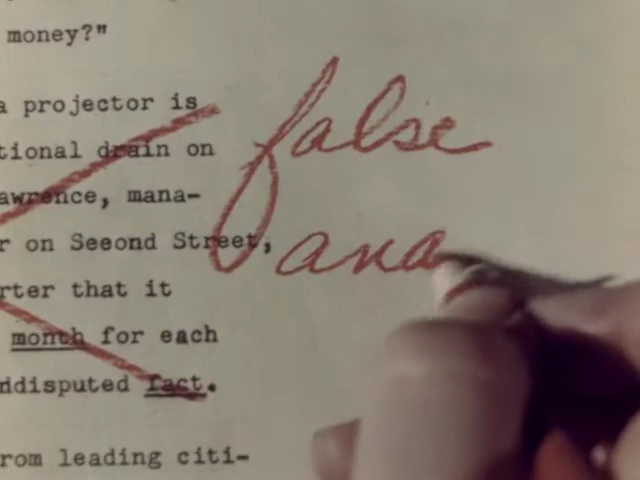 money?"
a projector is
tional drain on
awrence, mana-
r on Seeond Street,
rter that it
month for each
ndisputed fact.
rom leading citi-
false
ana